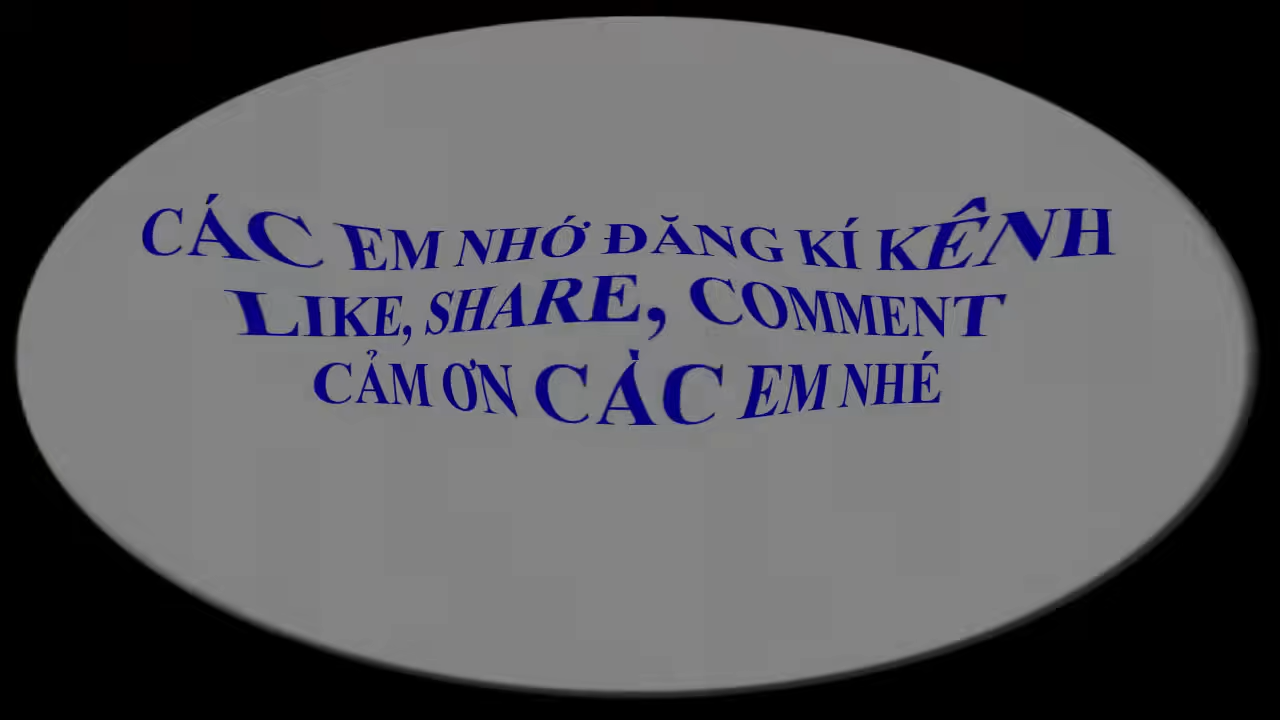 CÁC EM NHỚ ĐĂNG KÍ KÊNH
LIKE, SHARE, COMMENT
CẢM ƠN CÁC EM NHÉ